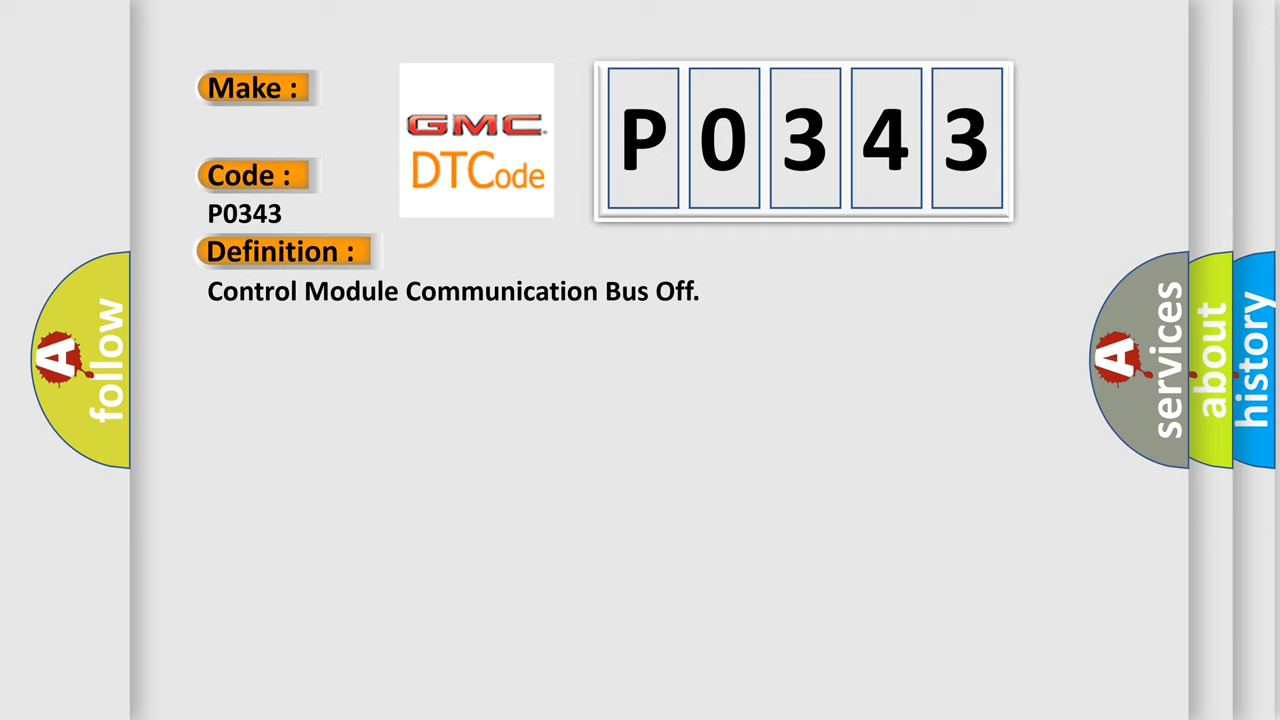 Make :
GMC
DTCode
P0343
Code :
P0343
Definition :
Control Module Communication Bus Off.
A
follow
A
services
about
history